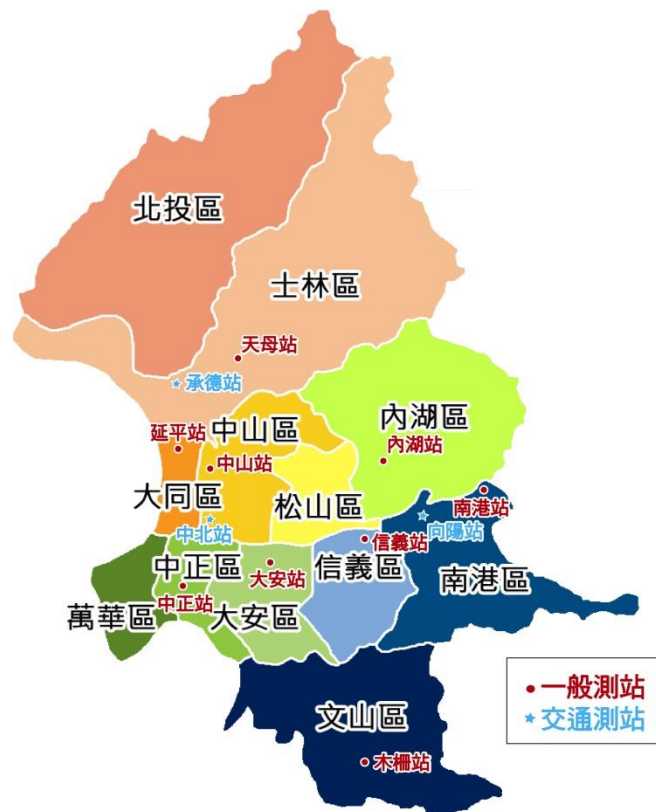 北投區
士林區
天母站
承德站
內湖區
中山區
延平站
內湖站
中山站
大同區
松山區
南港站
中北站
向陽站
信義站
中正區
大安站
信義區
南港區
中正站
萬華區
大安區
一般測站
交通測站
文山區
木柵站